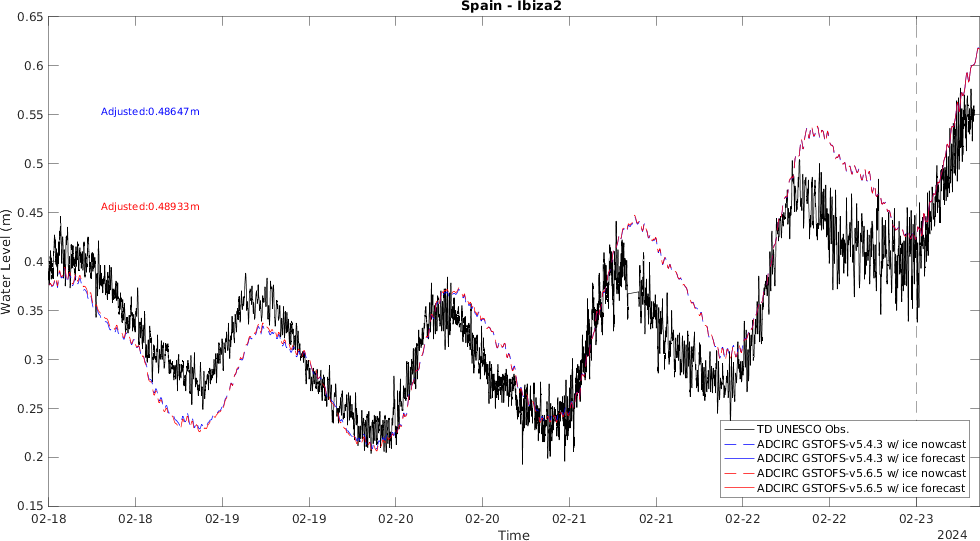 Spain - Ibiza2
0.65
0.6
0.55
0.5
0.45
0.4
0.35
0.3
0.25
0.2
0.15
Water Level (m)
Adjusted:0.48647m
Adjusted:0.48933m
TD UNESCO Obs.
ADCIRC GSTOFS-v5.4.3 w/ ice nowcast
ADCIRC GSTOFS-v5.4.3 w/ ice forecast
ADCIRC GSTOFS-v5.6.5 w/ ice nowcast
ADCIRC GSTOFS-v5.6.5 w/ ice forecast
02-18 02-18 02-19 02-19 02-20 02-20 02-21 02-21 02-22 02-22 02-23
Time
2024